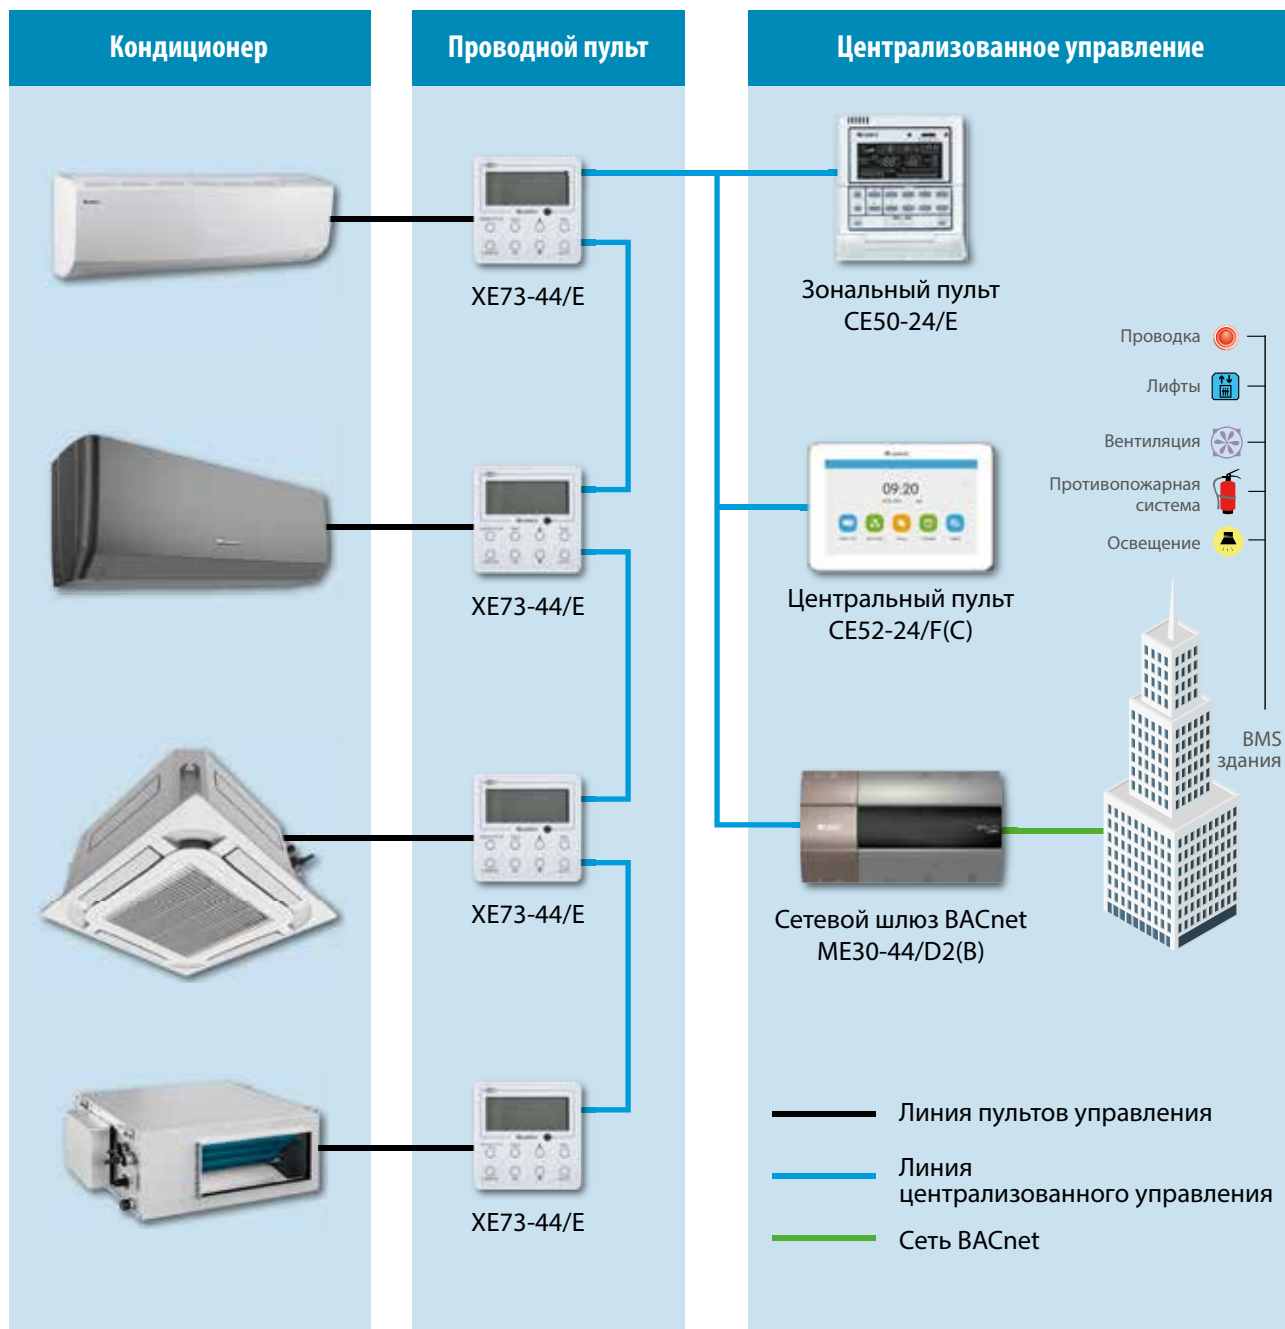 Кондиционер
Проводной пульт
Централизованное управление
XE73-44/E
Зональный пульт
CE50-24/E
Проводка
Лифты
Вентиляция
Противопожарная
система
Освещение
09:20
XE73-44/E
Центральный пульт
CE52-24/F(C)
BMS
здания
XE73-44/E
Сетевой шлюз BACnet
ME30-44/D2(B)
XE73-44/E
Линия пультов управления
Линия
централизованного управления
Сеть BACnet